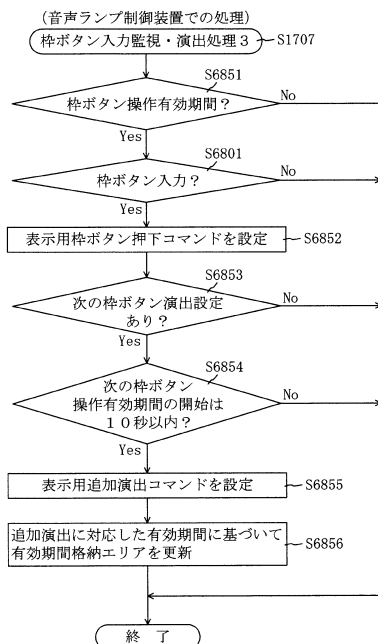 (音声ランプ制御装置での処理)
枠ボタン入力監視・演出処理3
S1707
S6851
枠ボタン操作有効期間?
No
Yes
S6801
枠ボタン入力?
No
Yes
表示用枠ボタン押下コマンドを設定
S6852
S6853
次の枠ボタン演出設定
あり?
No
Yes
S6854
次の枠ボタン
操作有効期間の開始は
10秒以内?
No
Yes
表示用追加演出コマンドを設定
S6855
追加演出に対応した有効期間に基づいて
有効期間格納エリアを更新
S6856
終 了